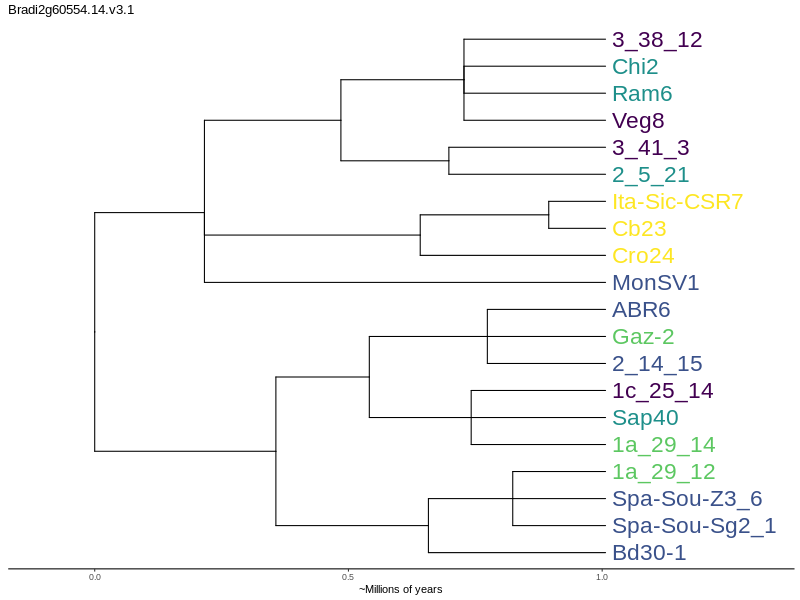 Bradi2g60554.14.v3.1
3_38_12
Chi2
Ram6
Veg8
3_41_3
2_5_21
Ita-Sic-CSR7
Cb23
Cro24
MonSV1
ABR6
Gaz-2
2_14_15
1c_25_14
Sap40
1a_29_14
1a_29_12
Spa-Sou-Z3_6
Spa-Sou-Sg2_1
Bd30-1
0.0 0.5 1.0
~Millions of years